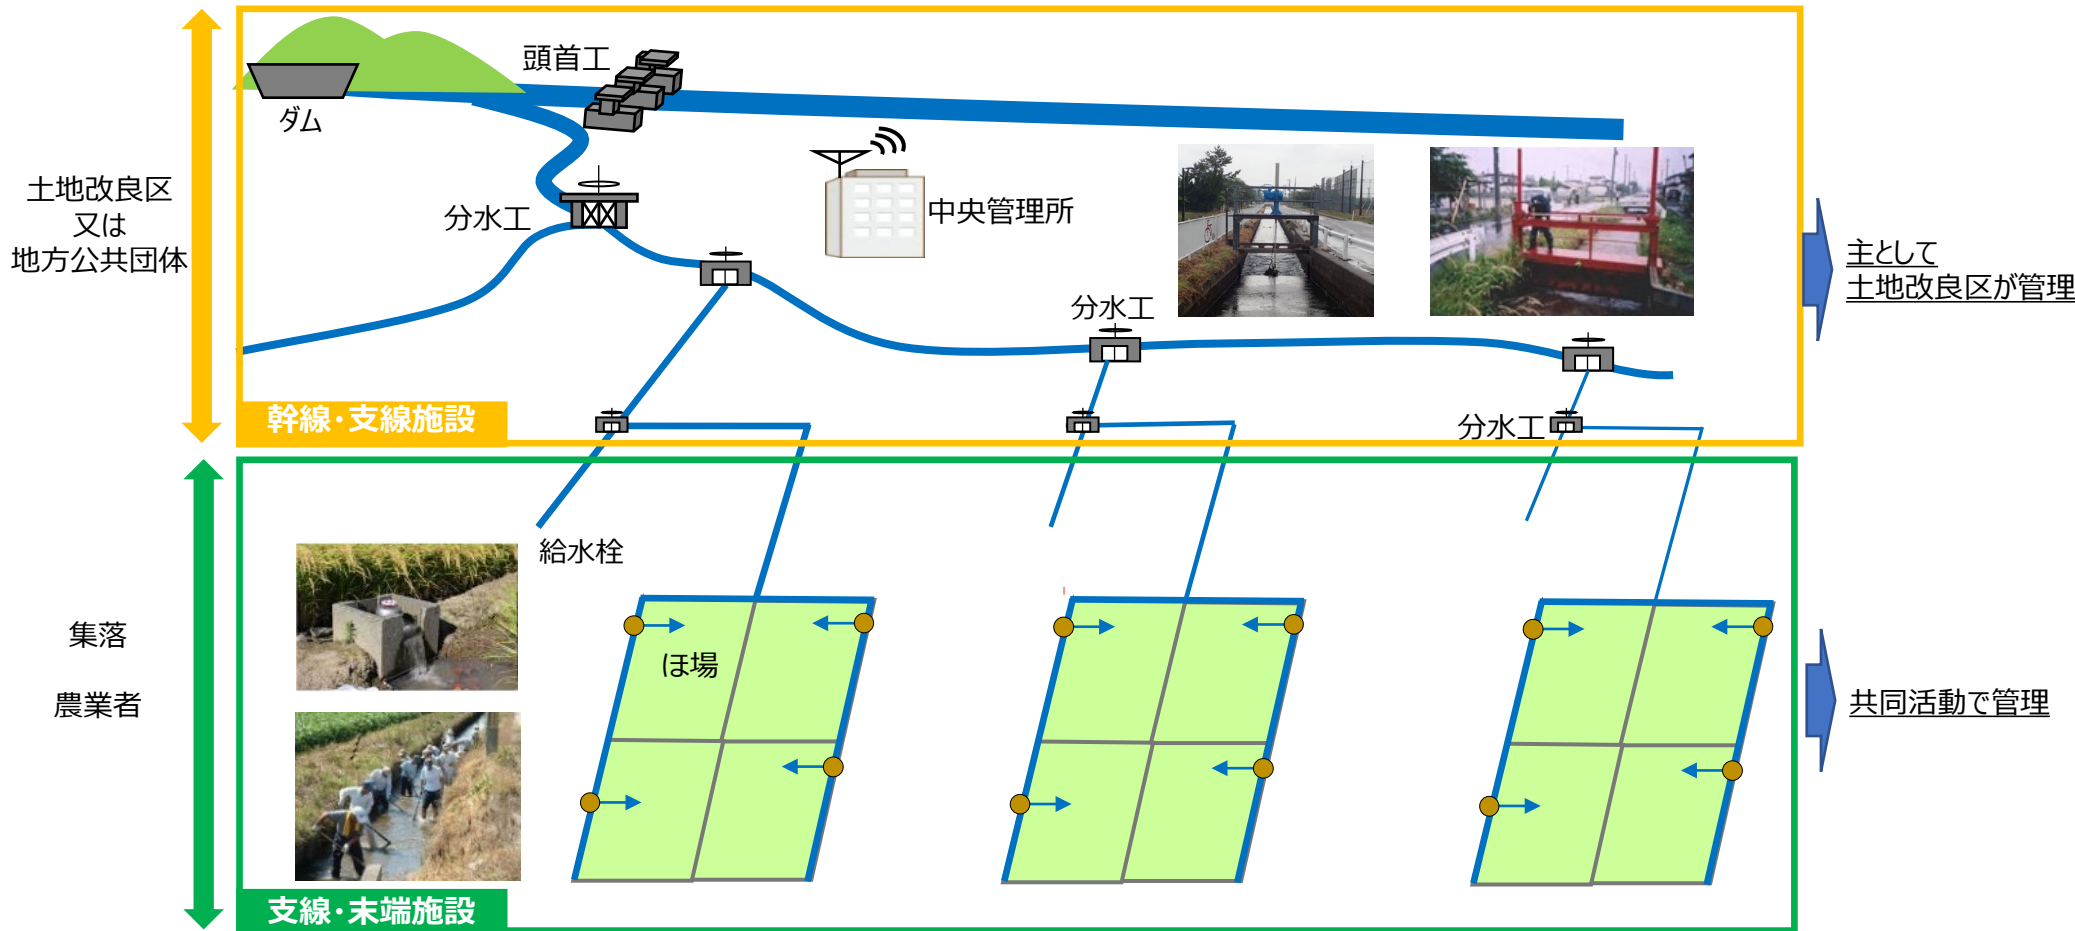 頭首工
ダム
土地改良区
又は
地方公共団体
分水工
中央管理所
主として
土地改良区が管理
分水工
幹線・支線施設
分水工
給水栓
集落
農業者
ほ場
共同活動で管理
支線・末端施設